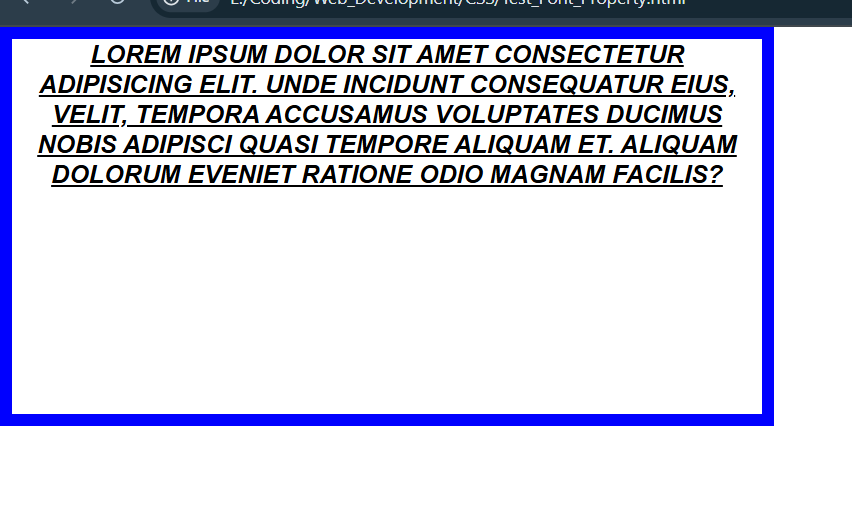 File
E:/Coding/Web_Development/CSS/Test_Font_Property.html
LOREM IPSUM DOLOR SIT AMET CONSECTETUR
ADIPISICING ELIT. UNDE INCIDUNT CONSEQUATUR EIUS,
VELIT, TEMPORA ACCUSAMUS VOLUPTATES DUCIMUS
NOBIS ADIPISCI QUASI TEMPORE ALIQUAM ET. ALIQUAM
DOLORUM EVENIET RATIONE ODIO MAGNAM FACILIS?